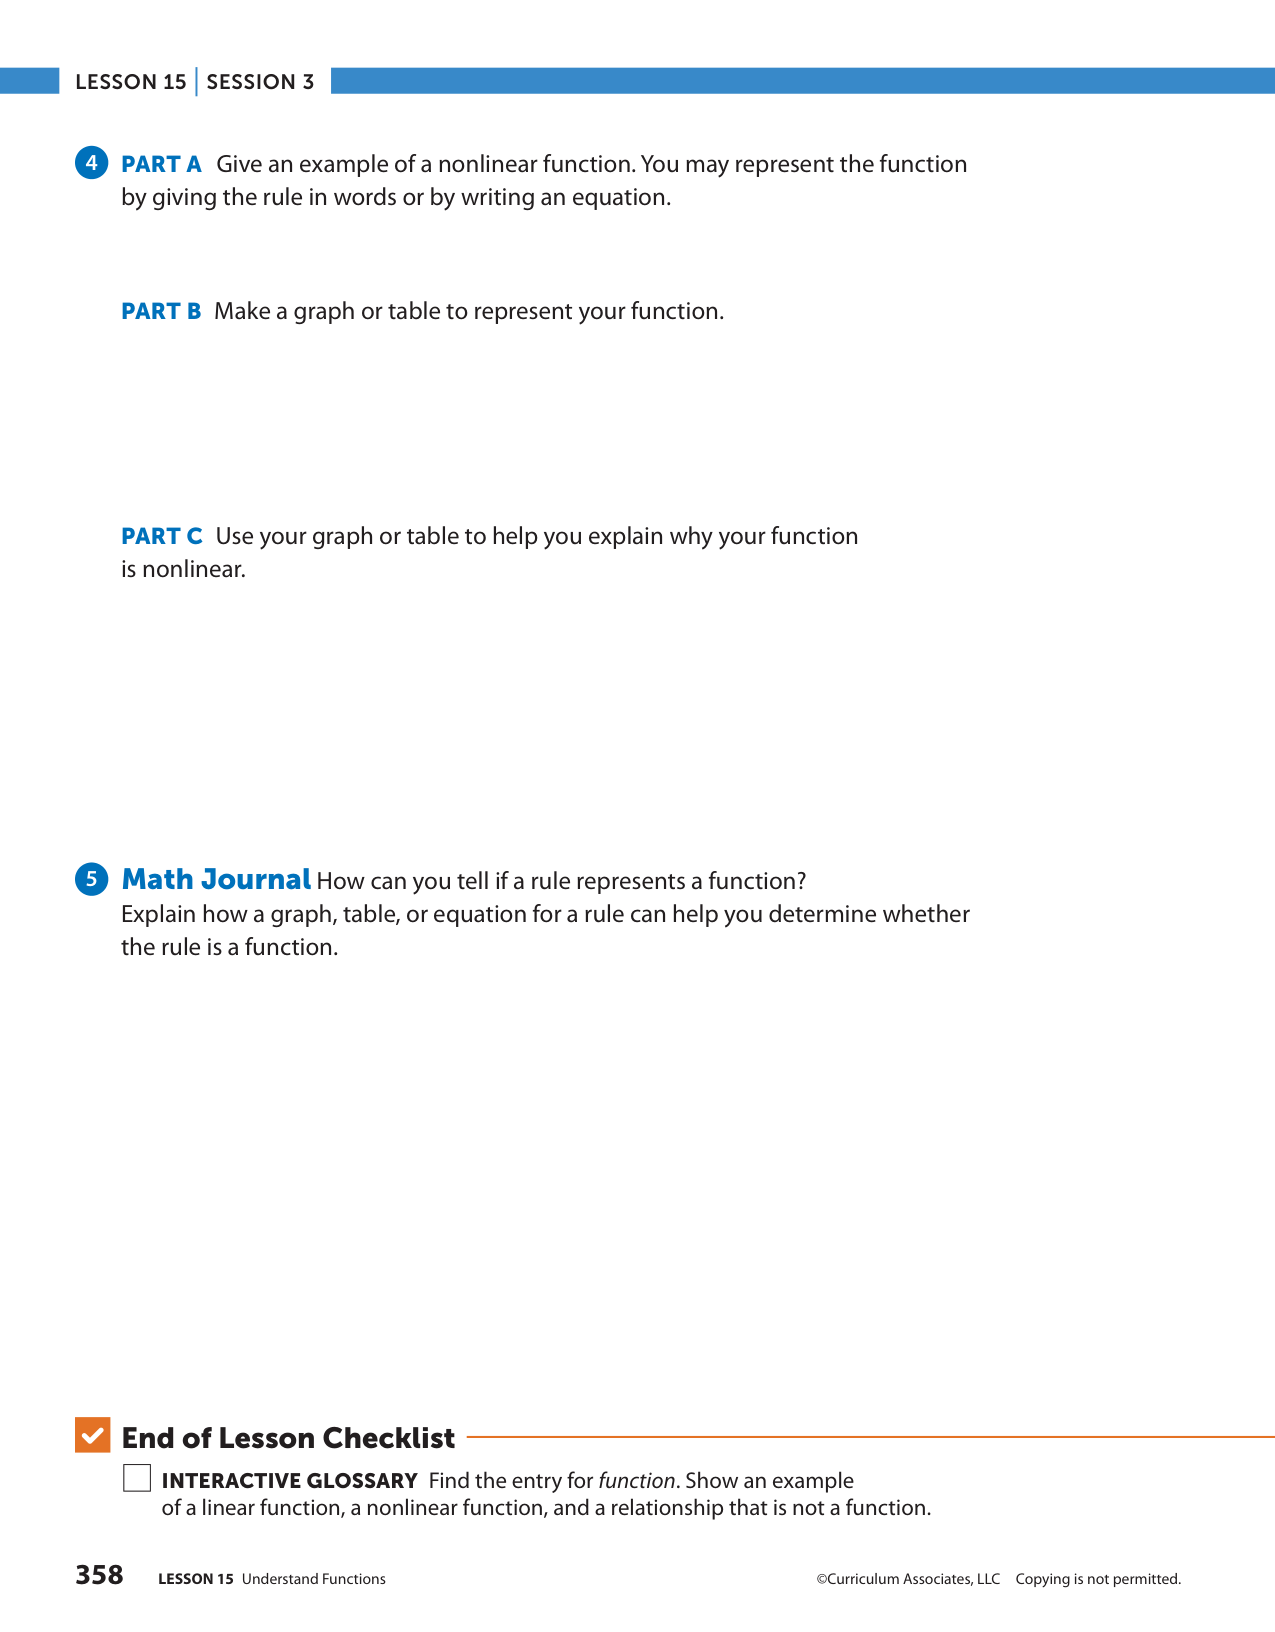 LESSON 15 | SESSION 3
4 PART A Give an example of a nonlinear function. You may represent the function
by giving the rule in words or by writing an equation.
PART B Make a graph or table to represent your function.
PART C Use your graph or table to help you explain why your function
is nonlinear.
5 Math Journal How can you tell if a rule represents a function?
Explain how a graph, table, or equation for a rule can help you determine whether
the rule is a function.
End of Lesson Checklist
INTERACTIVE GLOSSARY Find the entry for function. Show an example
of a linear function, a nonlinear function, and a relationship that is not a function.
358 LESSON 15 Understand Functions ©Curriculum Associates, LLC Copying is not permitted.